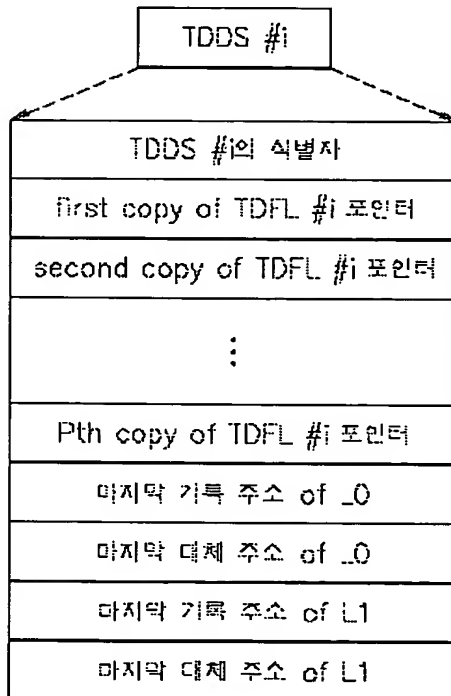 TDDS #i
TDDS #i의 식별자
first copy of TDFL #i 포인터
second copy of TDFL #i 포인터
⋮
Pth copy of TDFL #i 포인터
마지막 기록 주소 of L0
마지막 대체 주소 of L0
마지막 기록 주소 of L1
마지막 대체 주소 of L1